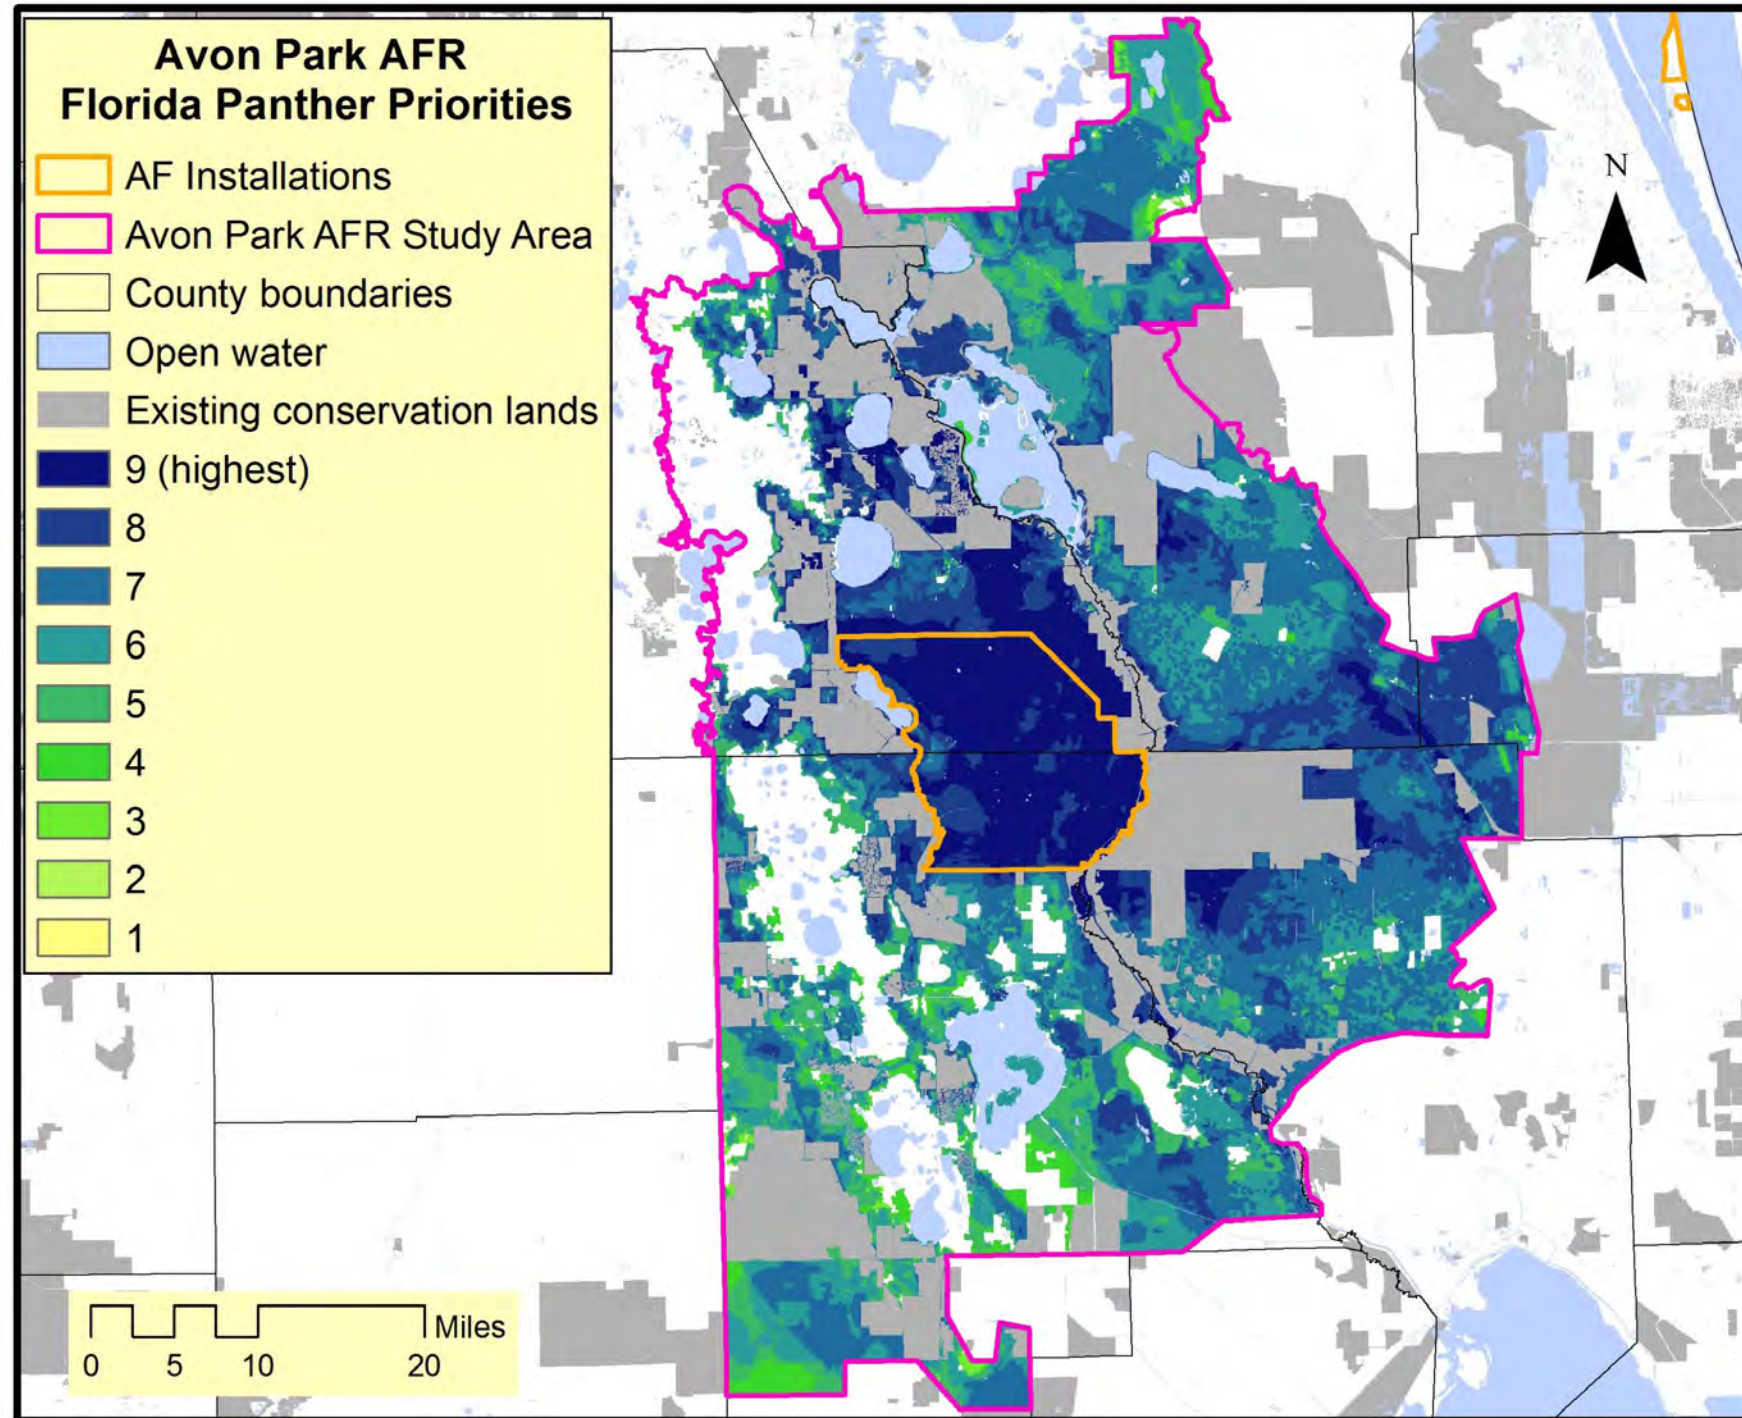 Avon Park AFR
Florida Panther Priorities
AF Installations
Avon Park AFR Study Area
County boundaries
Open water
Existing conservation lands
9 (highest)
8
7
6
5
4
3
2
1
N
Miles
0 5 10 20